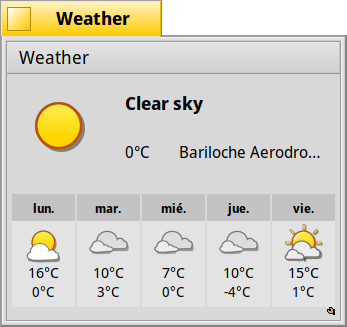 Weather
Weather
Clear sky
0°C Bariloche Aerodro...
lun. mar. mié. jue. vie.
16°C 10°C 7°C 10°C 15°C
0°C 3°C 0°C -4°C 1°C